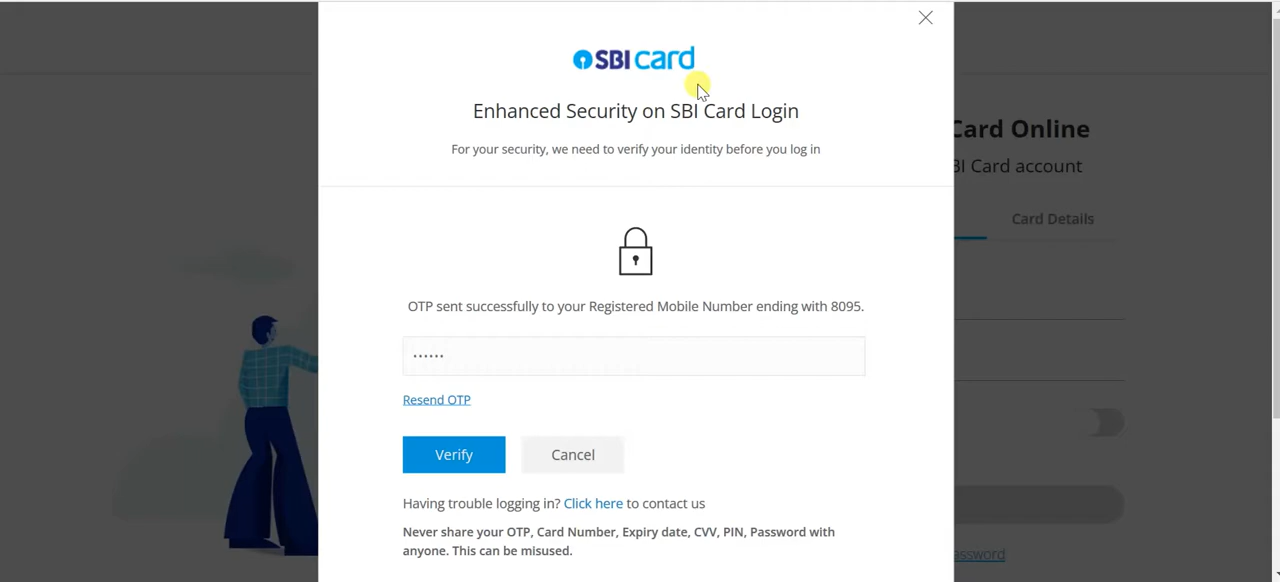 SBI card
Enhanced Security on SBI Card Login
For your security, we need to verify your identity before you log in
Card Online
Card account
Card Details
OTP sent successfully to your Registered Mobile Number ending with 8095.
••••••
Resend OTP
Verify Cancel
Having trouble logging in? Click here to contact us
Never share your OTP, Card Number, Expiry date, CVV, PIN, Password with
anyone. This can be misused.